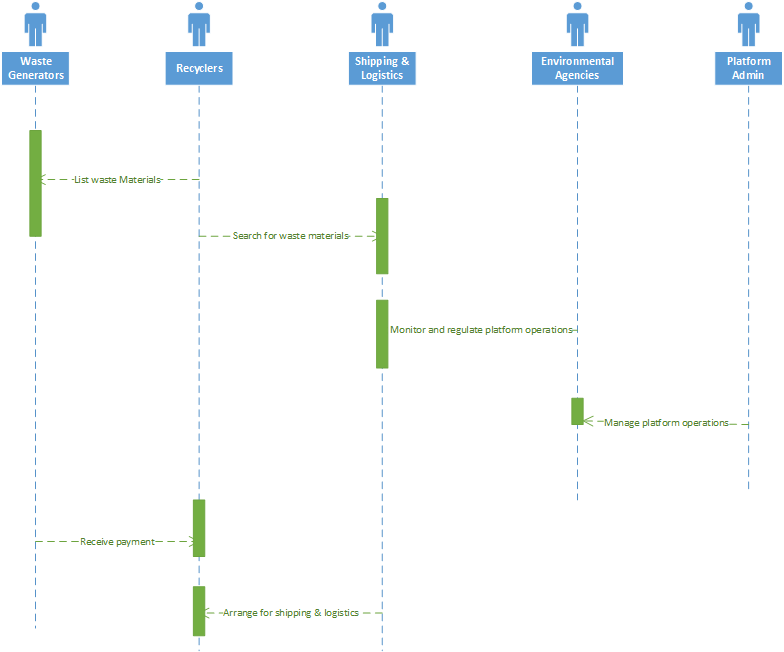 Waste
Generators
Recyclers
Shipping &
Logistics
Environmental
Agencies
Platform
Admin
List waste Materials
Search for waste materials
Monitor and regulate platform operations
Manage platform operations
Receive payment
Arrange for shipping & logistics